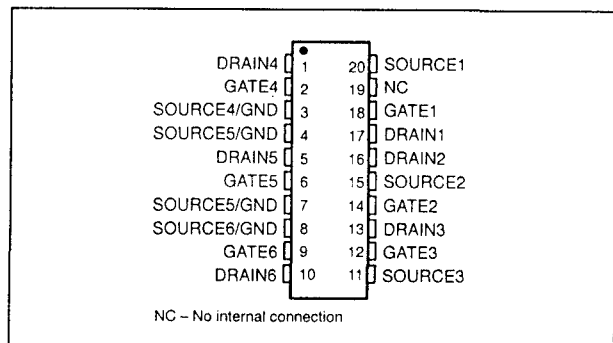 DRAIN4 1 20 SOURCE1
GATE4 2 19 NC
SOURCE4/GND 3 18 GATE1
SOURCE5/GND 4 17 DRAIN1
DRAIN5 5 16 DRAIN2
GATE5 6 15 SOURCE2
SOURCE5/GND 7 14 GATE2
SOURCE6/GND 8 13 DRAIN3
GATE6 9 12 GATE3
DRAIN6 10 11 SOURCE3
NC – No internal connection